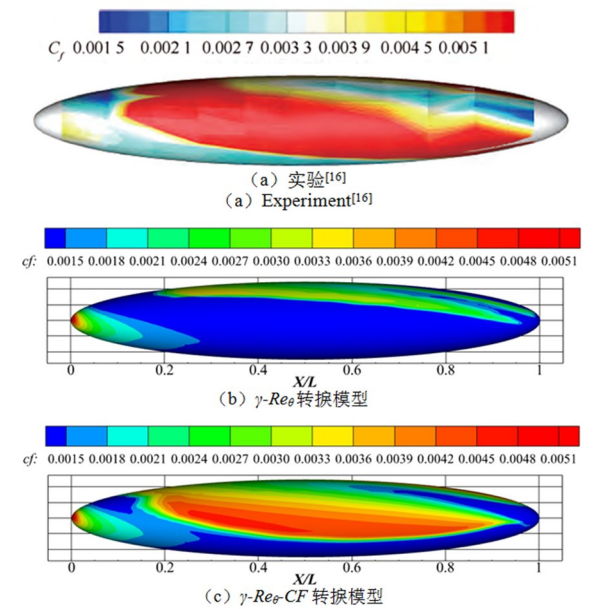 Cf 0.001 5 0.002 1 0.002 7 0.003 3 0.003 9 0.004 5 0.005 1
（a）实验[16]
（a）Experiment[16]
cf: 0.0015 0.0018 0.0021 0.0024 0.0027 0.0030 0.0033 0.0036 0.0039 0.0042 0.0045 0.0048 0.0051
0 0.2 0.4 0.6 0.8 1
X/L
（b）γ-Reθ转捩模型
cf: 0.0015 0.0018 0.0021 0.0024 0.0027 0.0030 0.0033 0.0036 0.0039 0.0042 0.0045 0.0048 0.0051
0 0.2 0.4 0.6 0.8 1
X/L
（c）γ-Reθ-CF 转捩模型